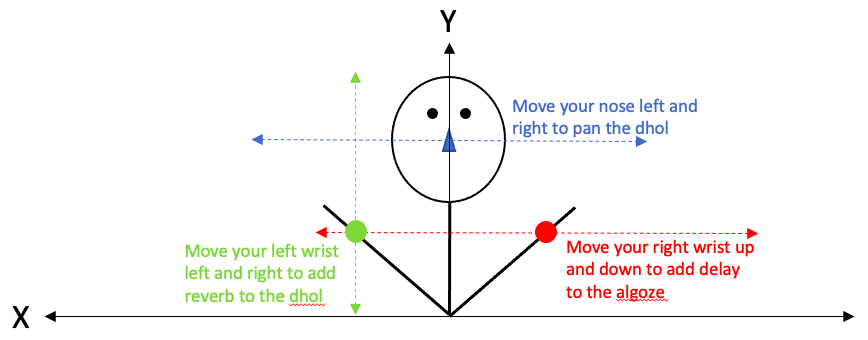 Y
Move your nose left and
right to pan the dhol
Move your left wrist
left and right to add
reverb to the dhol
Move your right wrist up
and down to add delay
to the algoze
X